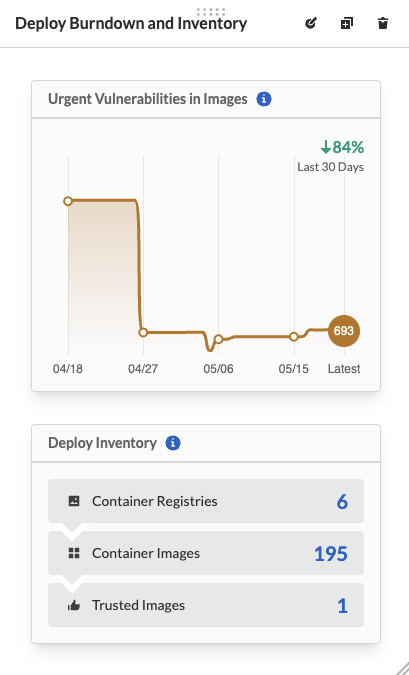 Deploy Burndown and Inventory
Urgent Vulnerabilities in Images
84%
Last 30 Days
693
04/18 04/27 05/06 05/15 Latest
Deploy Inventory
Container Registries 6
Container Images 195
Trusted Images 1